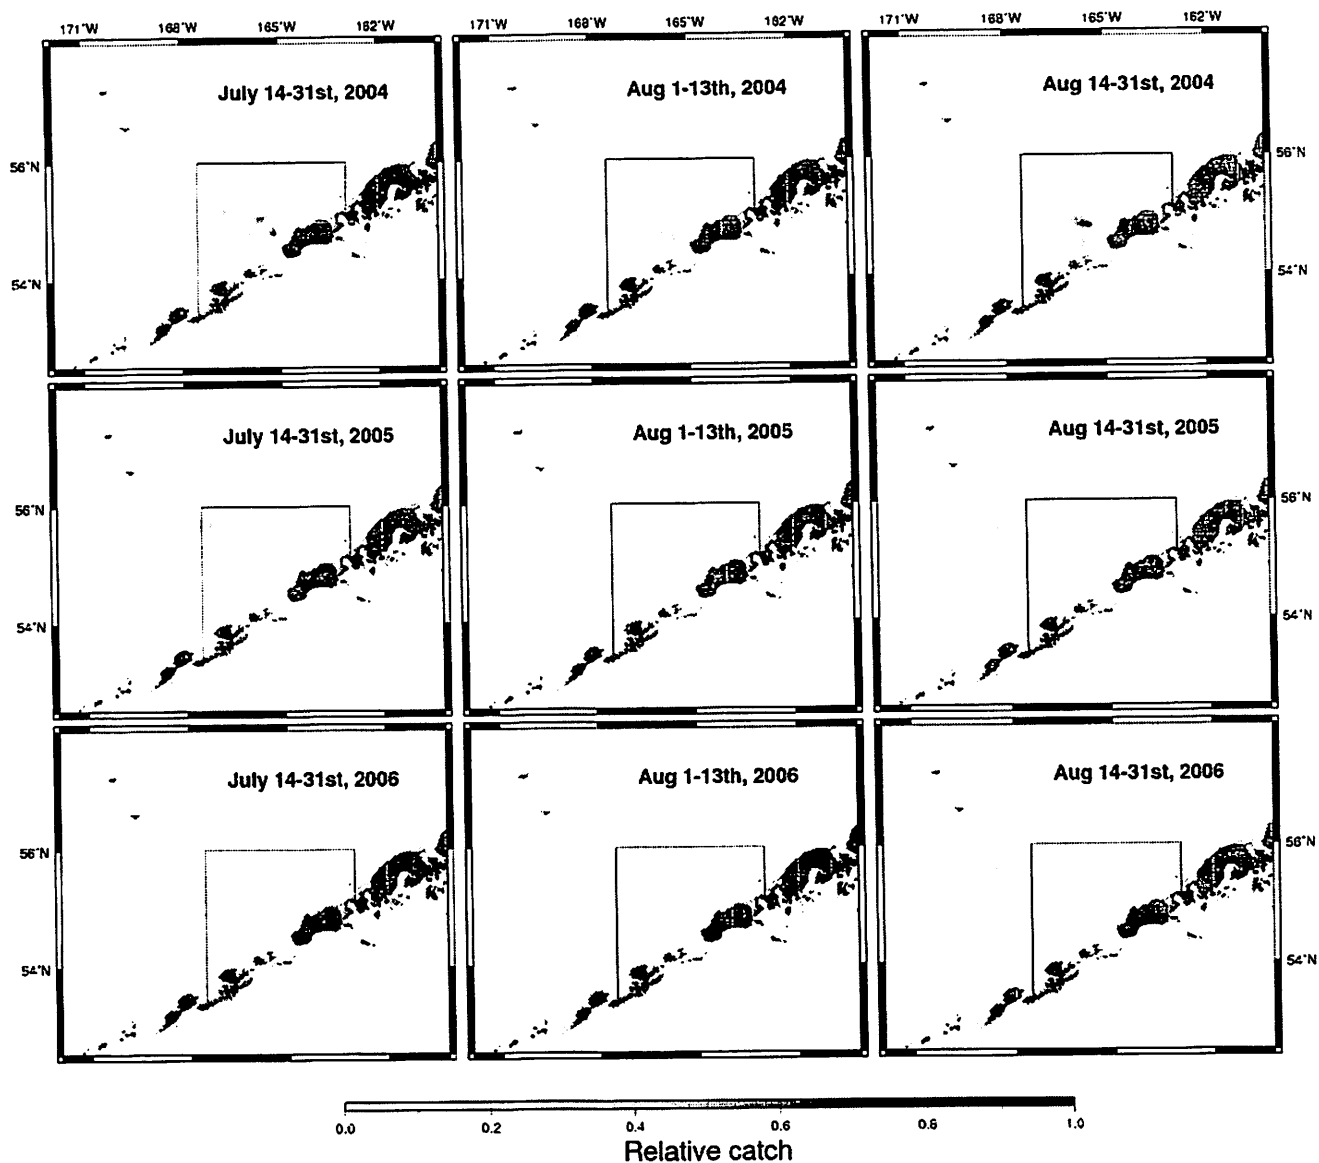 171°W 168°W 165°W 162°W 171°W 168°W 165°W 162°W 171°W 168°W 165°W 162°W
July 14-31st, 2004 Aug 1-13th, 2004 Aug 14-31st, 2004
56°N 56°N
54°N 54°N
July 14-31st, 2005 Aug 1-13th, 2005 Aug 14-31st, 2005
56°N 56°N
54°N 54°N
July 14-31st, 2006 Aug 1-13th, 2006 Aug 14-31st, 2006
56°N 56°N
54°N 54°N
0.0 0.2 0.4 0.6 0.8 1.0
Relative catch